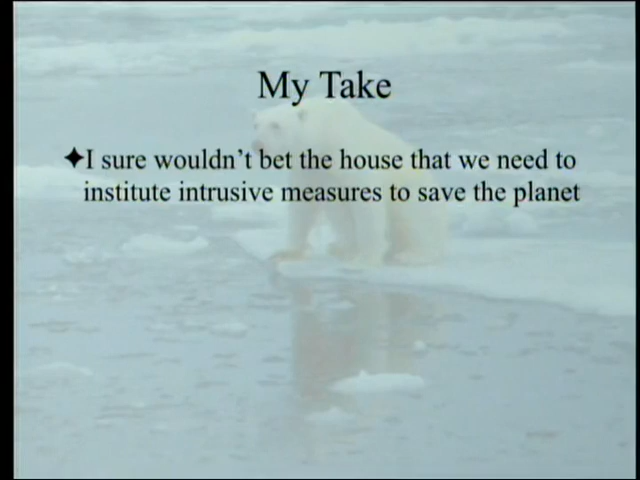 My Take
✦I sure wouldn't bet the house that we need to
institute intrusive measures to save the planet